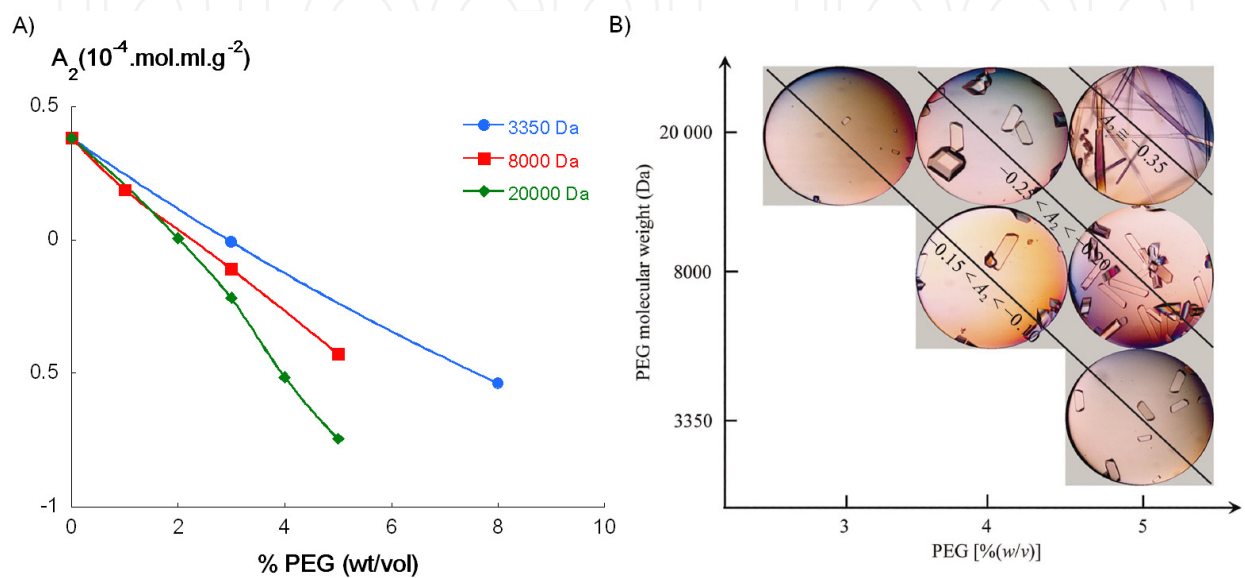 A)
A2(10-4.mol.ml.g-2)
0.5
0
0.5
-1
0
2
4
6
8
10
% PEG (wt/vol)
3350 Da
8000 Da
20000 Da
B)
PEG molecular weight (Da)
20 000
8000
3350
A2 = −0.35
−0.25 < A2 < −0.20
−0.15 < A2 < −0.10
3
4
5
PEG [%(w/v)]